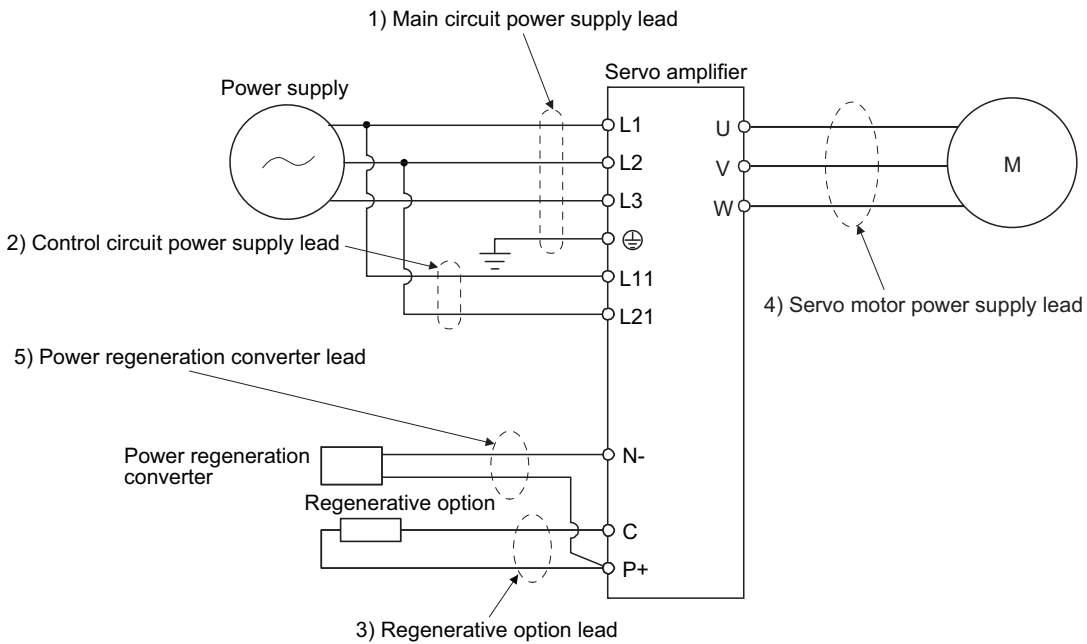 1) Main circuit power supply lead
Servo amplifier
Power supply
L1
U
L2
V
M
L3
W
2) Control circuit power supply lead
L11
4) Servo motor power supply lead
L21
5) Power regeneration converter lead
Power regeneration
converter
N-
Regenerative option
C
P+
3) Regenerative option lead